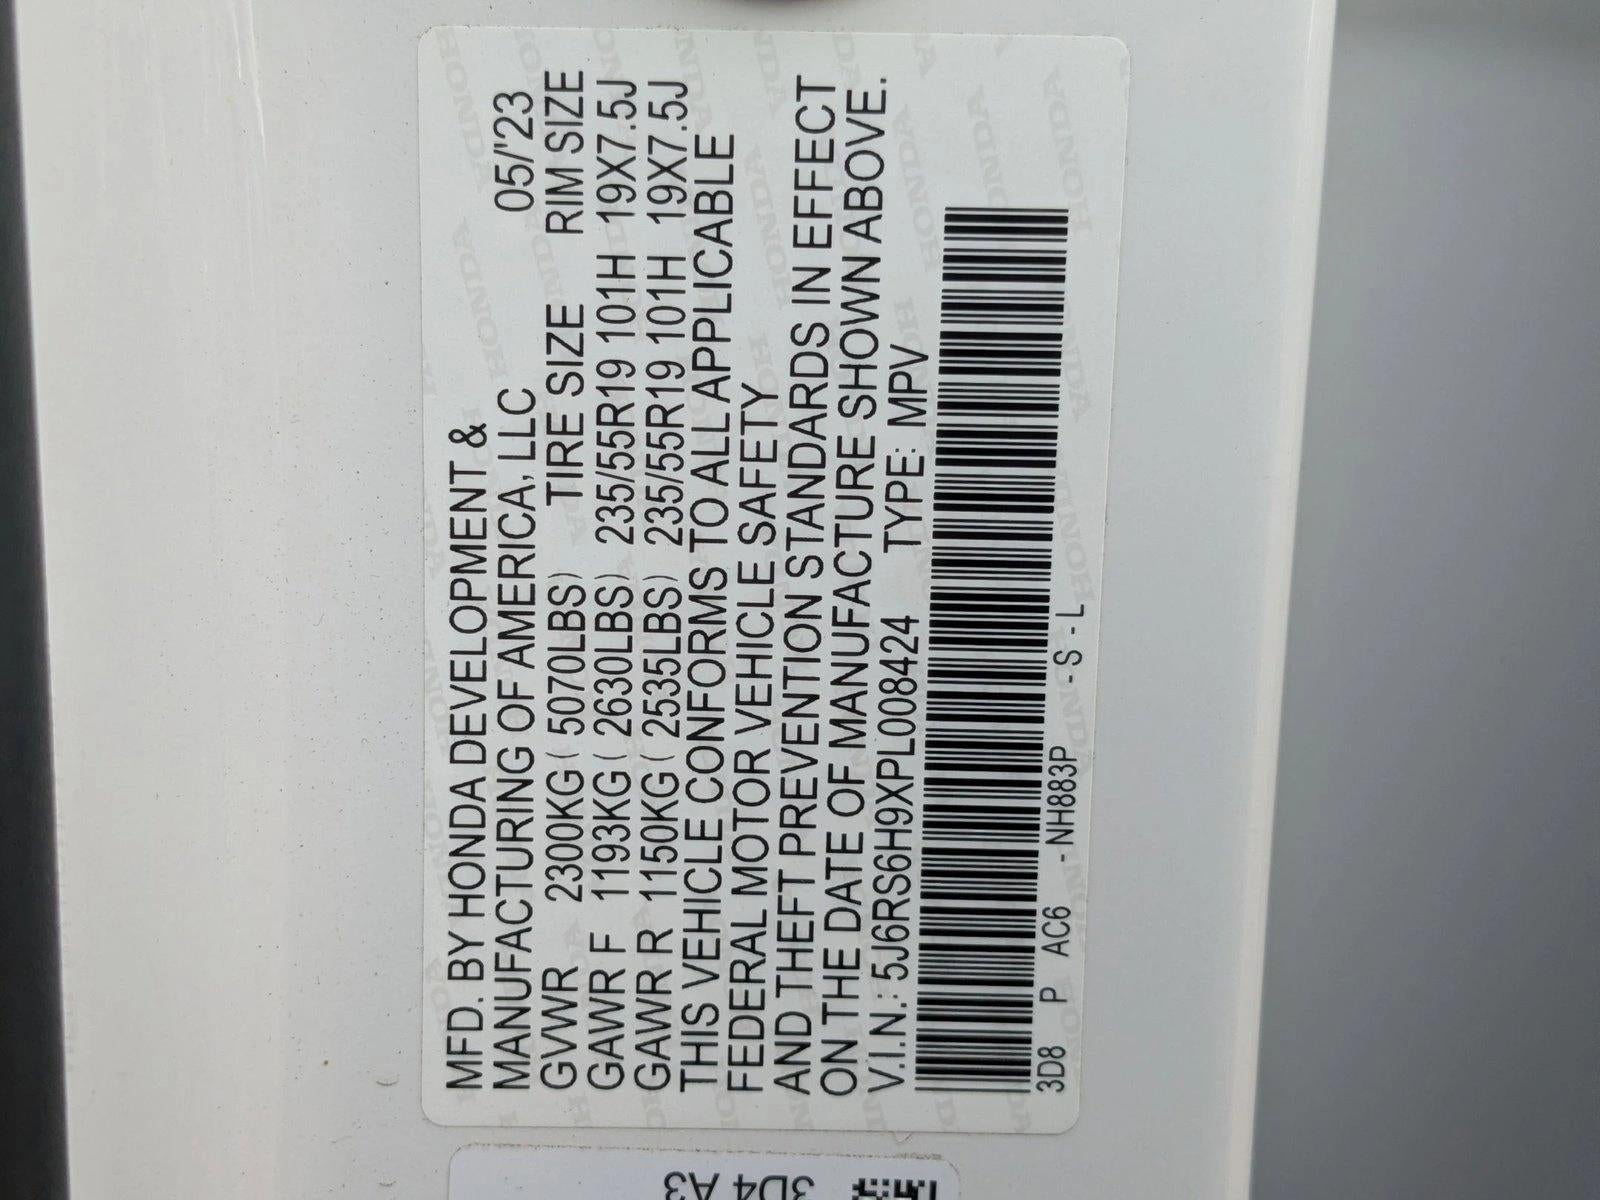 MFD. BY HONDA DEVELOPMENT &
MANUFACTURING OF AMERICA, LLC 05/'23
GVWR 2300KG ( 5070LBS) TIRE SIZE RIM SIZE
GAWR F 1193KG ( 2630LBS) 235/55R19 101H 19X7.5J
GAWR R 1150KG ( 2535LBS) 235/55R19 101H 19X7.5J
THIS VEHICLE CONFORMS TO ALL APPLICABLE
FEDERAL MOTOR VEHICLE SAFETY
AND THEFT PREVENTION STANDARDS IN EFFECT
ON THE DATE OF MANUFACTURE SHOWN ABOVE.
V.I.N.: 5J6RS6H9XPL008424 TYPE: MPV
3D8 P AC6 - NH883P - S - L
3D4 A3